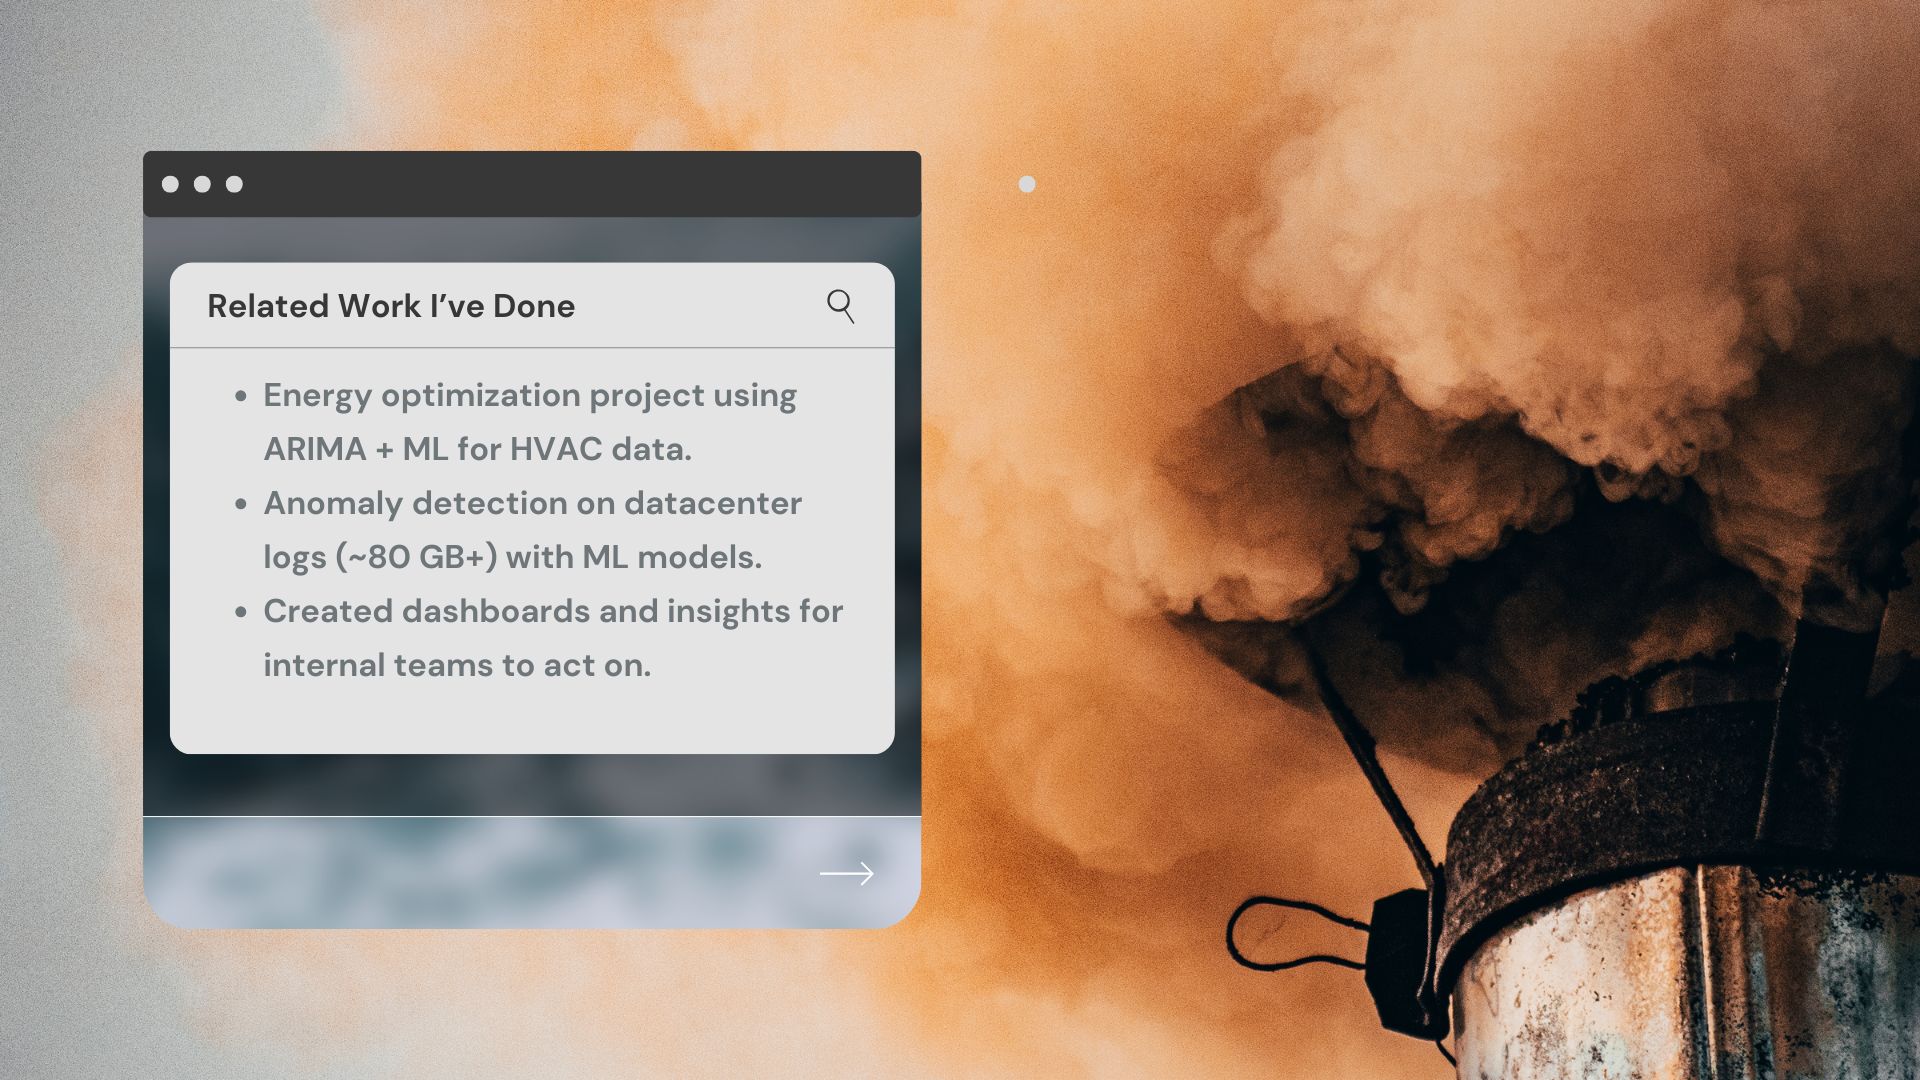 Related Work I’ve Done
• Energy optimization project using
ARIMA + ML for HVAC data.
• Anomaly detection on datacenter
logs (~80 GB+) with ML models.
• Created dashboards and insights for
internal teams to act on.